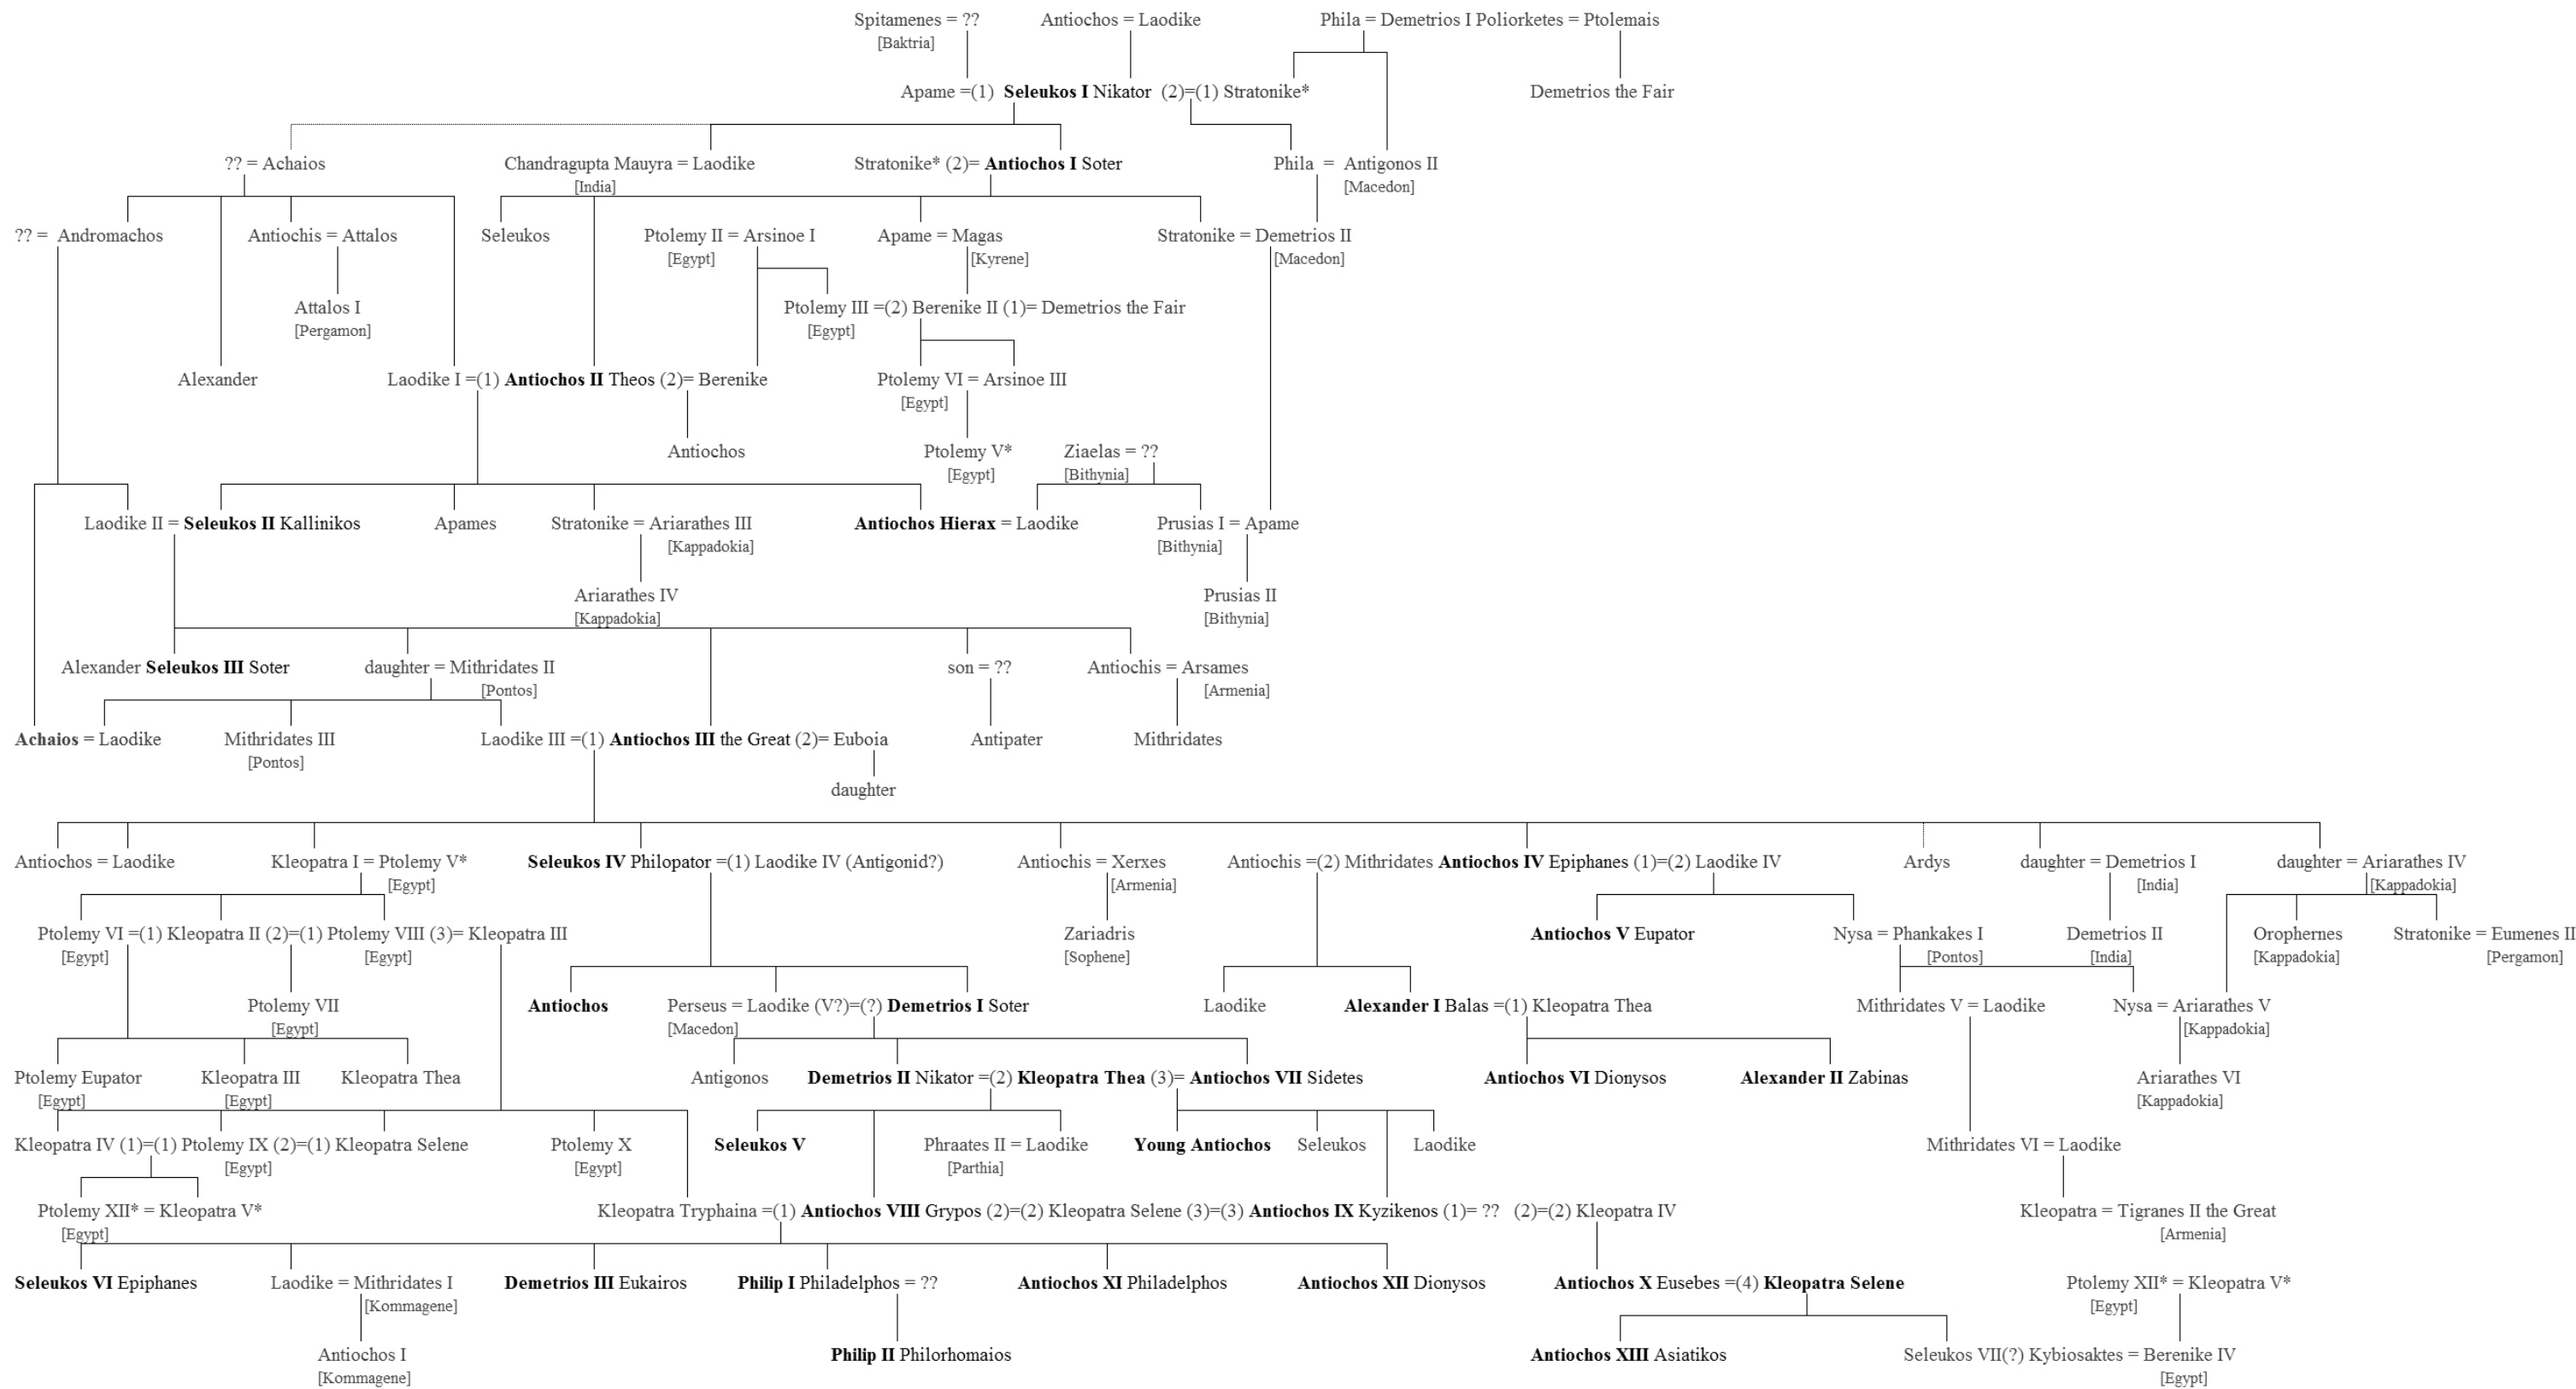 Spitamenes = ?? Antiochos = Laodike Phila = Demetrios I Poliorketes = Ptolemais
[Baktria]
Apame =(1) Seleukos I Nikator (2)=(1) Stratonike* Demetrios the Fair
?? = Achaios Chandragupta Mauyra = Laodike Stratonike* (2)= Antiochos I Soter Phila = Antigonos II
[India] [Macedon]
?? = Andromachos Antiochis = Attalos Seleukos Ptolemy II = Arsinoe I Apame = Magas Stratonike = Demetrios II
[Egypt] [Kyrene] [Macedon]
Attalos I Ptolemy III =(2) Berenike II (1)= Demetrios the Fair
[Pergamon] [Egypt]
Alexander Laodike I =(1) Antiochos II Theos (2)= Berenike Ptolemy VI = Arsinoe III
[Egypt]
Antiochos Ptolemy V* Ziaelas = ??
[Egypt] [Bithynia]
Laodike II = Seleukos II Kallinikos Apames Stratonike = Ariarathes III Antiochos Hierax = Laodike Prusias I = Apame
[Kappadokia] [Bithynia]
Ariarathes IV Prusias II
[Kappadokia] [Bithynia]
Alexander Seleukos III Soter daughter = Mithridates II son = ?? Antiochis = Arsames
[Pontos] [Armenia]
Achaios = Laodike Mithridates III Laodike III =(1) Antiochos III the Great (2)= Euboia Antipater Mithridates
[Pontos]
daughter
Antiochos = Laodike Kleopatra I = Ptolemy V* Seleukos IV Philopator =(1) Laodike IV (Antigonid?) Antiochis = Xerxes Antiochis =(2) Mithridates Antiochos IV Epiphanes (1)=(2) Laodike IV Ardys daughter = Demetrios I daughter = Ariarathes IV
[Egypt] [Armenia] [India] [Kappadokia]
Ptolemy VI =(1) Kleopatra II (2)=(1) Ptolemy VIII (3)= Kleopatra III Zariadris Antiochos V Eupator Nysa = Phankakes I Demetrios II Orophernes Stratonike = Eumenes II
[Egypt] [Egypt] [Sophene] [Pontos] [India] [Kappadokia] [Pergamon]
Ptolemy VII Antiochos Perseus = Laodike (V?)=(?) Demetrios I Soter Laodike Alexander I Balas =(1) Kleopatra Thea Mithridates V = Laodike Nysa = Ariarathes V
[Egypt] [Macedon] [Kappadokia]
Ptolemy Eupator Kleopatra III Kleopatra Thea Antigonos Demetrios II Nikator =(2) Kleopatra Thea (3)= Antiochos VII Sidetes Antiochos VI Dionysos Alexander II Zabinas Ariarathes VI
[Egypt] [Egypt] [Kappadokia]
Kleopatra IV (1)=(1) Ptolemy IX (2)=(1) Kleopatra Selene Ptolemy X Seleukos V Phraates II = Laodike Young Antiochos Seleukos Laodike Mithridates VI = Laodike
[Egypt] [Egypt] [Parthia]
Ptolemy XII* = Kleopatra V* Kleopatra Tryphaina =(1) Antiochos VIII Grypos (2)=(2) Kleopatra Selene (3)=(3) Antiochos IX Kyzikenos (1)= ?? (2)=(2) Kleopatra IV Kleopatra = Tigranes II the Great
[Egypt] [Armenia]
Seleukos VI Epiphanes Laodike = Mithridates I Demetrios III Eukairos Philip I Philadelphos = ?? Antiochos XI Philadelphos Antiochos XII Dionysos Antiochos X Eusebes =(4) Kleopatra Selene Ptolemy XII* = Kleopatra V*
[Kommagene] [Egypt]
Antiochos I Philip II Philorhomaios Antiochos XIII Asiatikos Seleukos VII(?) Kybiosaktes = Berenike IV
[Kommagene] [Egypt]